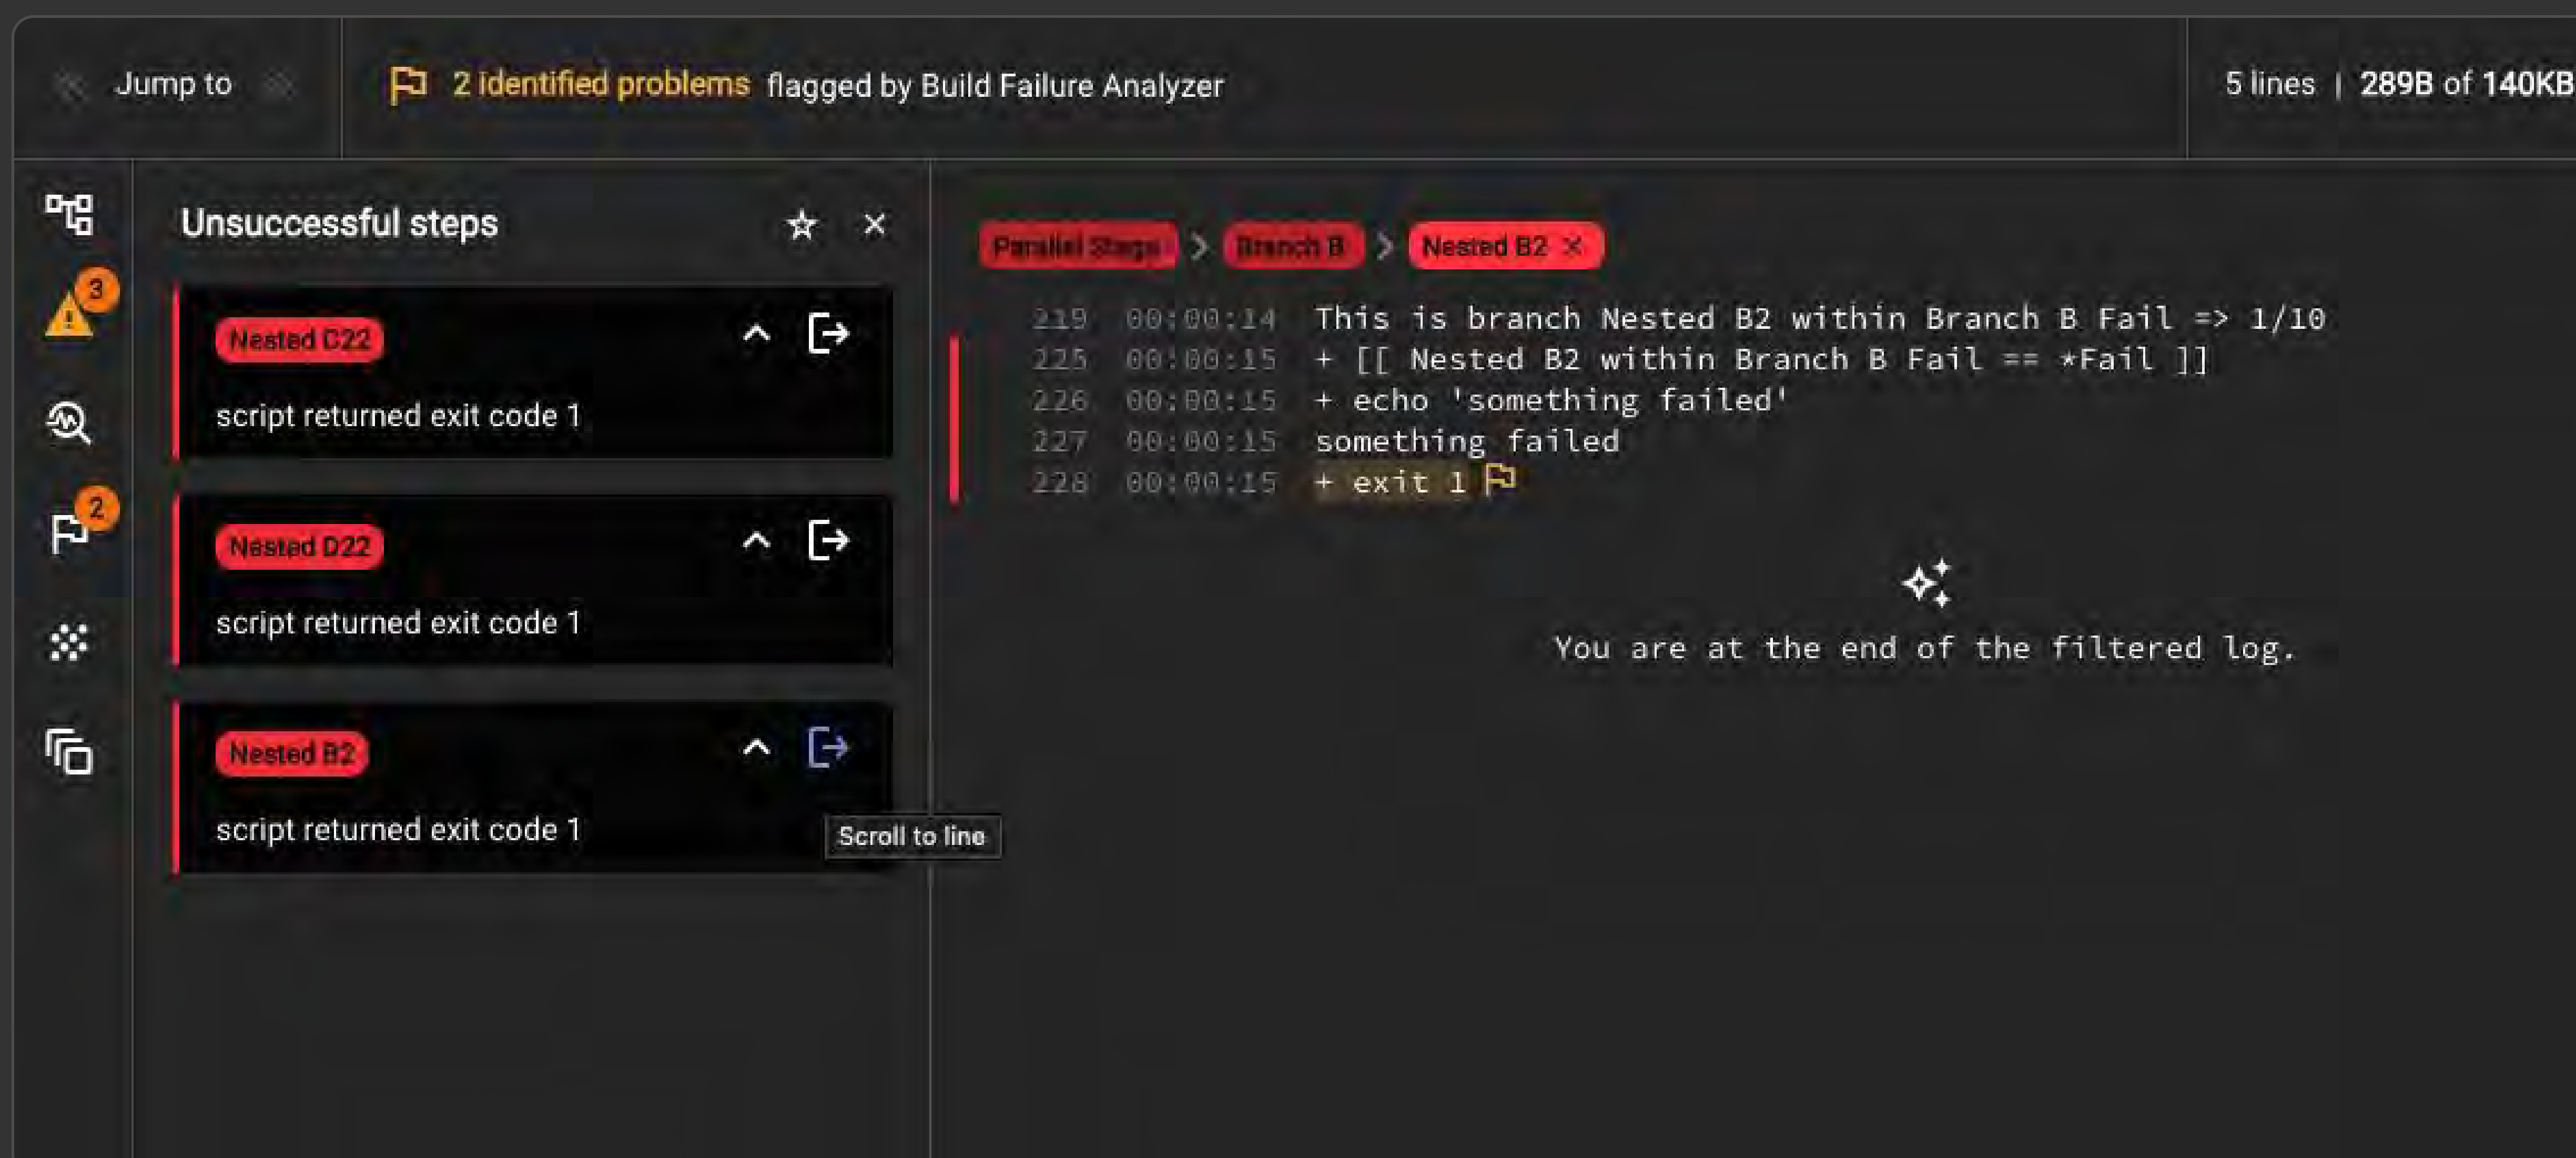 Jump to
2 identified problems flagged by Build Failure Analyzer
5 lines | 289B of 140KB
3
2
Unsuccessful steps
Nested C22
script returned exit code 1
Nested D22
script returned exit code 1
Nested B2
script returned exit code 1
Scroll to line
Parallel Stage > Branch B > Nested B2 ×
219 00:00:14 This is branch Nested B2 within Branch B Fail => 1/10
225 00:00:15 + [[ Nested B2 within Branch B Fail == *Fail ]]
226 00:00:15 + echo 'something failed'
227 00:00:15 something failed
228 00:00:15 + exit 1
You are at the end of the filtered log.